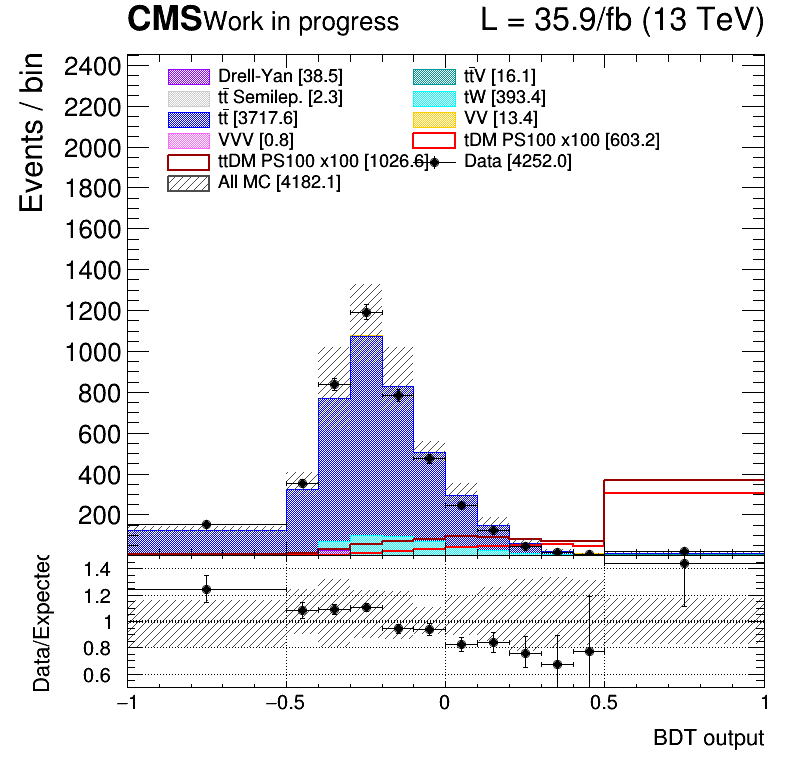 CMS Work in progress L = 35.9/fb (13 TeV)
Events / bin
2400
2200
2000
1800
1600
1400
1200
1000
800
600
400
200
Drell-Yan [38.5] tt̄V [16.1]
tt̄ Semilep. [2.3] tW [393.4]
tt̄ [3717.6] VV [13.4]
VVV [0.8] tDM PS100 x100 [603.2]
ttDM PS100 x100 [1026.6] Data [4252.0]
All MC [4182.1]
Data/Expected
1.4
1.2
1
0.8
0.6
−1 −0.5 0 0.5 1
BDT output